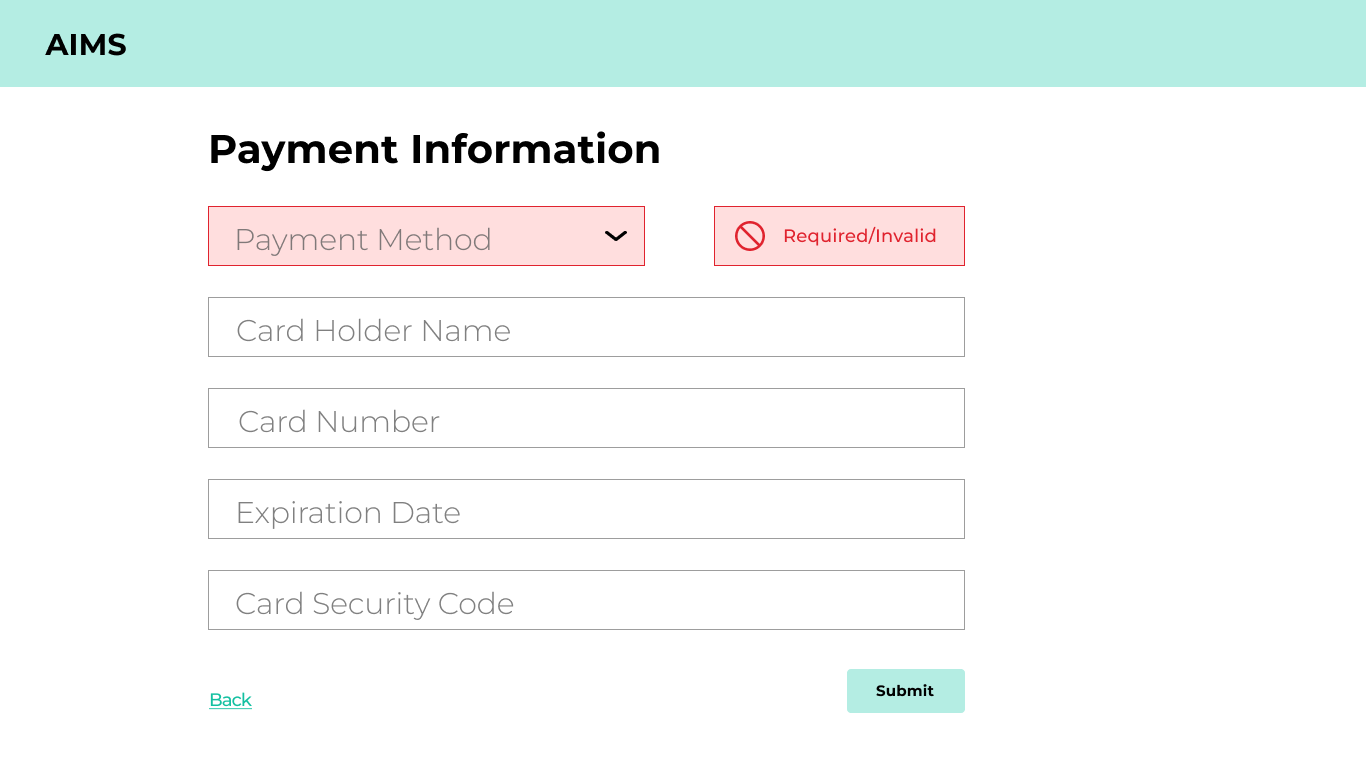 AIMS
Payment Information
Payment Method
Required/Invalid
Card Holder Name
Card Number
Expiration Date
Card Security Code
Back
Submit